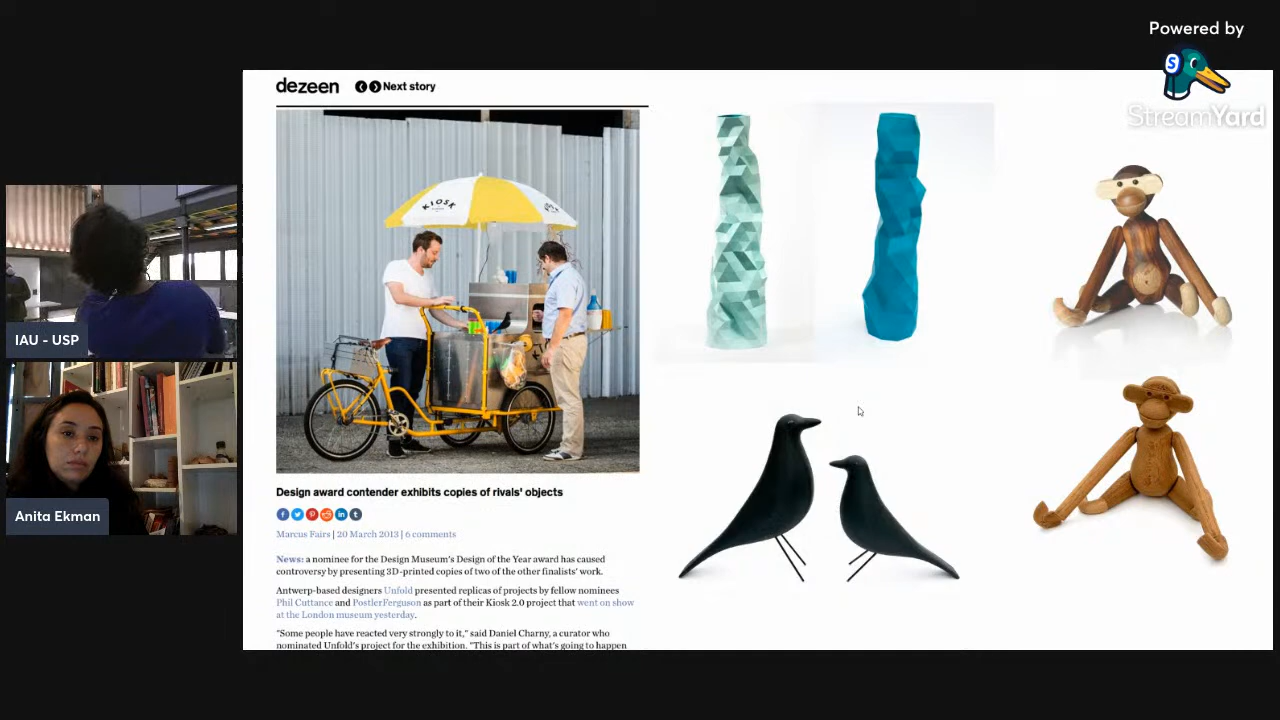 Powered by
StreamYard
dezeen
Next story
KIOSK
Design award contender exhibits copies of rivals' objects
Marcus Fairs | 20 March 2013 | 6 comments
News: a nominee for the Design Museum's Design of the Year award has caused
controversy by presenting 3D-printed copies of two of the other finalists' work.
Antwerp-based designers Unfold presented replicas of projects by fellow nominees
Phil Cuttance and PostlerFerguson as part of their Kiosk 2.0 project that went on show
at the London museum yesterday.
"Some people have reacted very strongly to it," said Daniel Charny, a curator who
nominated Unfold's project for the exhibition. "This is part of what's going to happen
IAU - USP
Anita Ekman